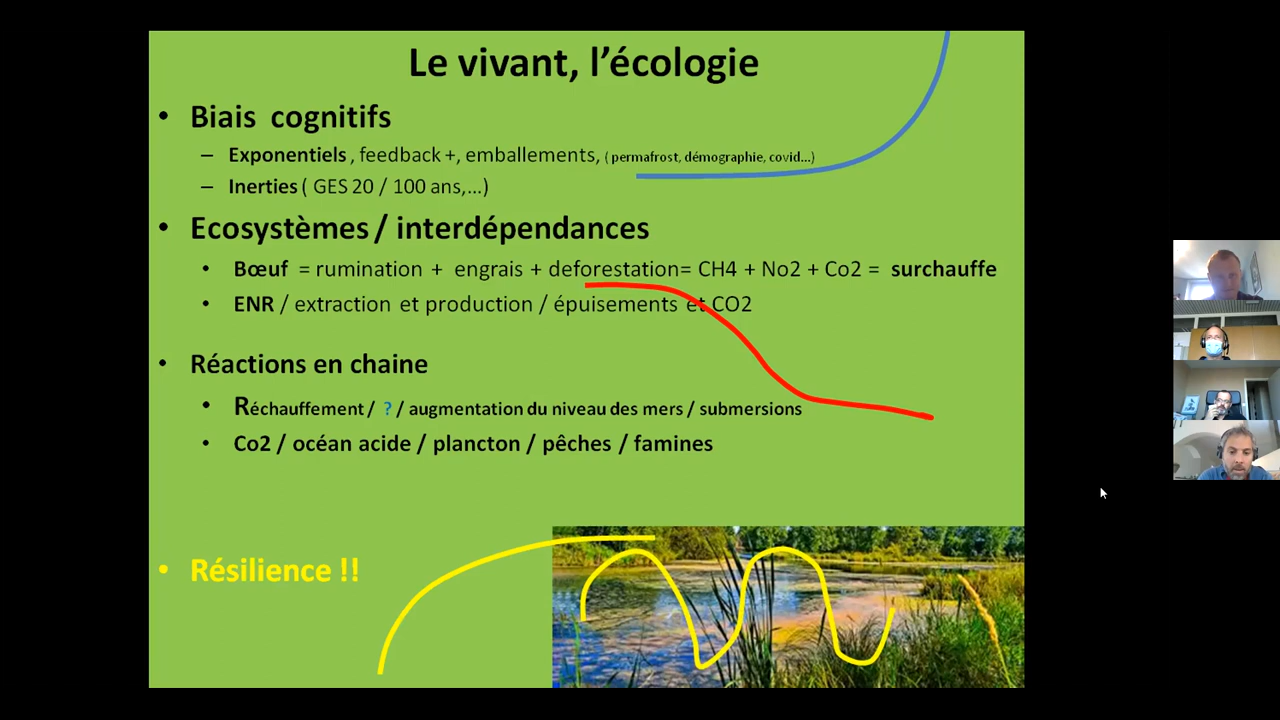 Le vivant, l'écologie
• Biais cognitifs
– Exponentiels , feedback +, emballements, ( permafrost, démographie, covid...)
– Inerties ( GES 20 / 100 ans,...)
• Ecosystèmes / interdépendances
• Bœuf = rumination + engrais + deforestation= CH4 + No2 + Co2 = surchauffe
• ENR / extraction et production / épuisements et CO2
• Réactions en chaine
• Réchauffement / ? / augmentation du niveau des mers / submersions
• Co2 / océan acide / plancton / pêches / famines
• Résilience !!